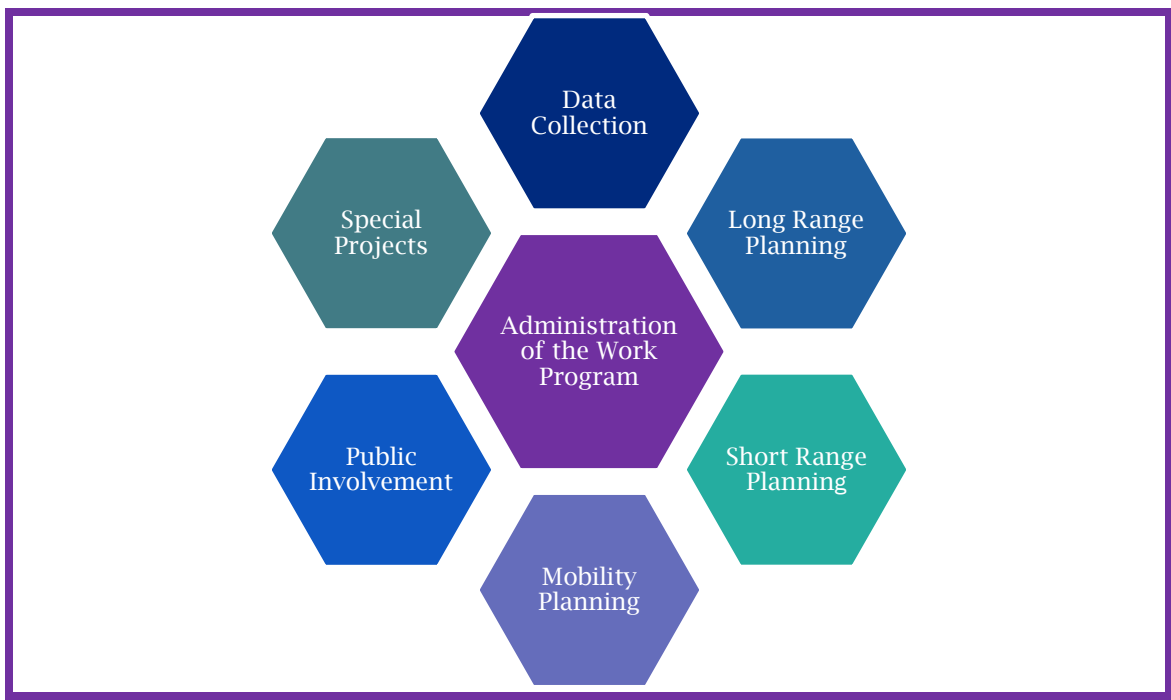 Data
Collection
Special
Projects
Long Range
Planning
Administration
of the Work
Program
Public
Involvement
Short Range
Planning
Mobility
Planning